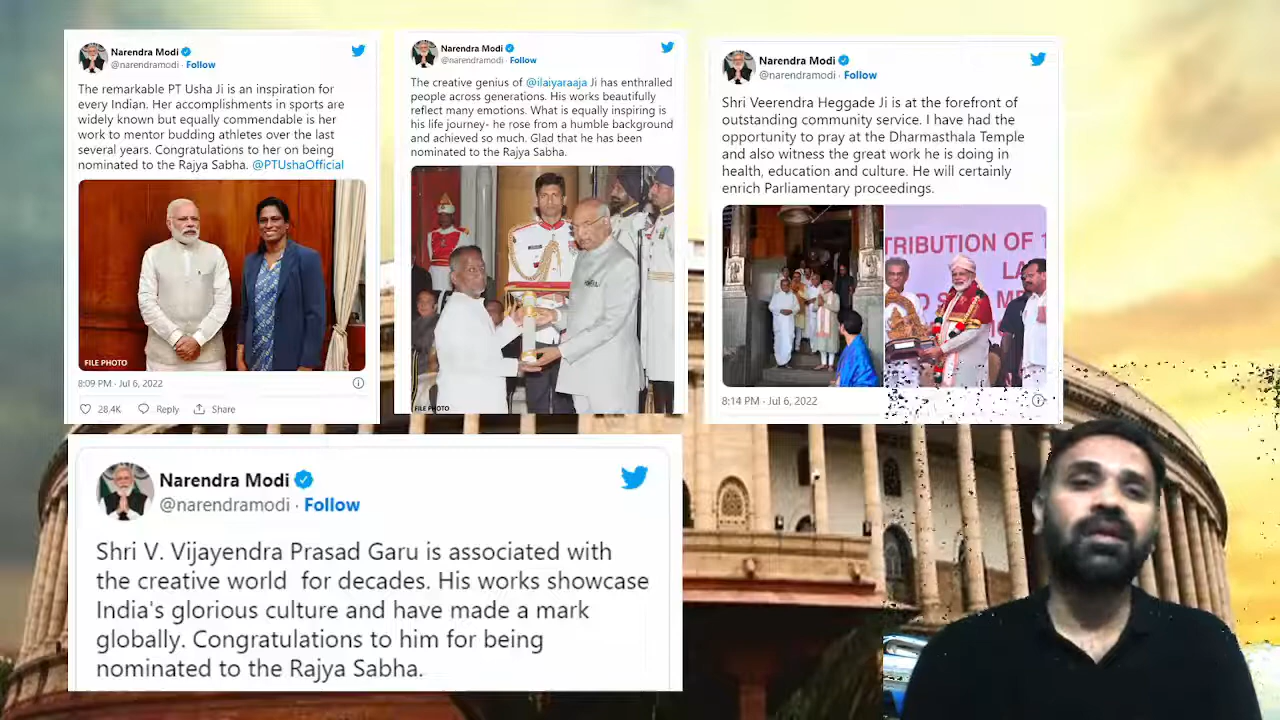 Narendra Modi
@narendramodi · Follow
The remarkable PT Usha Ji is an inspiration for
every Indian. Her accomplishments in sports are
widely known but equally commendable is her
work to mentor budding athletes over the last
several years. Congratulations to her on being
nominated to the Rajya Sabha. @PTUshaOfficial
FILE PHOTO
8:09 PM · Jul 6, 2022
28.4K Reply Share
Narendra Modi
@narendramodi · Follow
The creative genius of @ilaiyaraaja Ji has enthralled
people across generations. His works beautifully
reflect many emotions. What is equally inspiring is
his life journey- he rose from a humble background
and achieved so much. Glad that he has been
nominated to the Rajya Sabha.
FILE PHOTO
Narendra Modi
@narendramodi · Follow
Shri Veerendra Heggade Ji is at the forefront of
outstanding community service. I have had the
opportunity to pray at the Dharmasthala Temple
and also witness the great work he is doing in
health, education and culture. He will certainly
enrich Parliamentary proceedings.
TRIBUTION OF 1
LA
8:14 PM · Jul 6, 2022
Narendra Modi
@narendramodi · Follow
Shri V. Vijayendra Prasad Garu is associated with
the creative world for decades. His works showcase
India's glorious culture and have made a mark
globally. Congratulations to him for being
nominated to the Rajya Sabha.